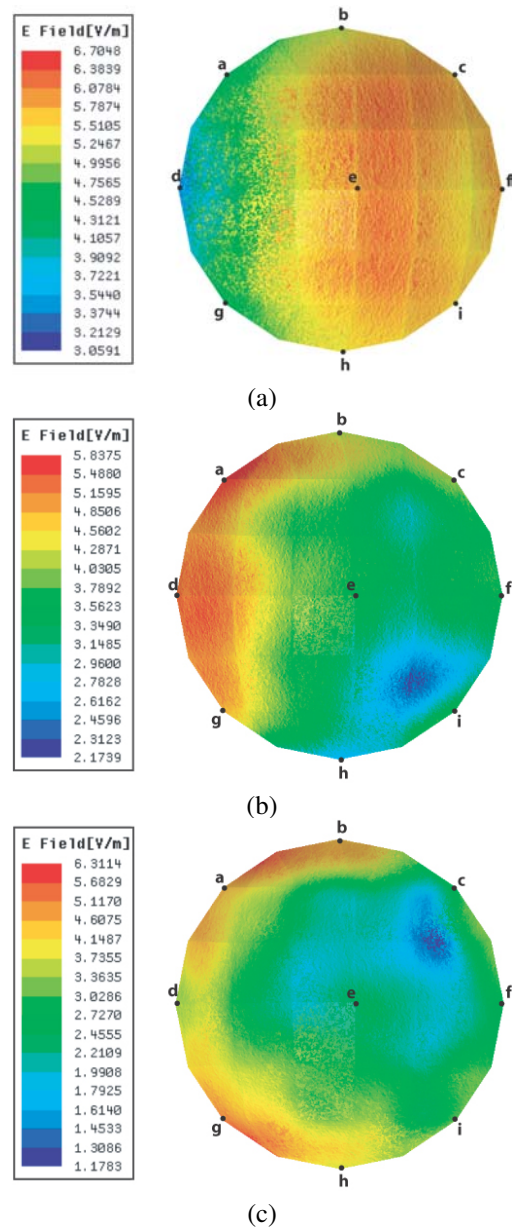 E Field[V/m]
6.7048
6.3839
6.0784
5.7874
5.5105
5.2467
4.9956
4.7565
4.5289
4.3121
4.1057
3.9092
3.7221
3.5440
3.3744
3.2129
3.0591
b
a
c
d
e
f
g
i
h
(a)
E Field[V/m]
5.8375
5.4880
5.1595
4.8506
4.5602
4.2871
4.0305
3.7892
3.5623
3.3490
3.1485
2.9600
2.7828
2.6162
2.4596
2.3123
2.1739
b
a
c
d
e
f
g
i
h
(b)
E Field[V/m]
6.3114
5.6829
5.1170
4.6075
4.1487
3.7355
3.3635
3.0286
2.7270
2.4555
2.2109
1.9908
1.7925
1.6140
1.4533
1.3086
1.1783
b
a
c
d
e
f
g
i
h
(c)